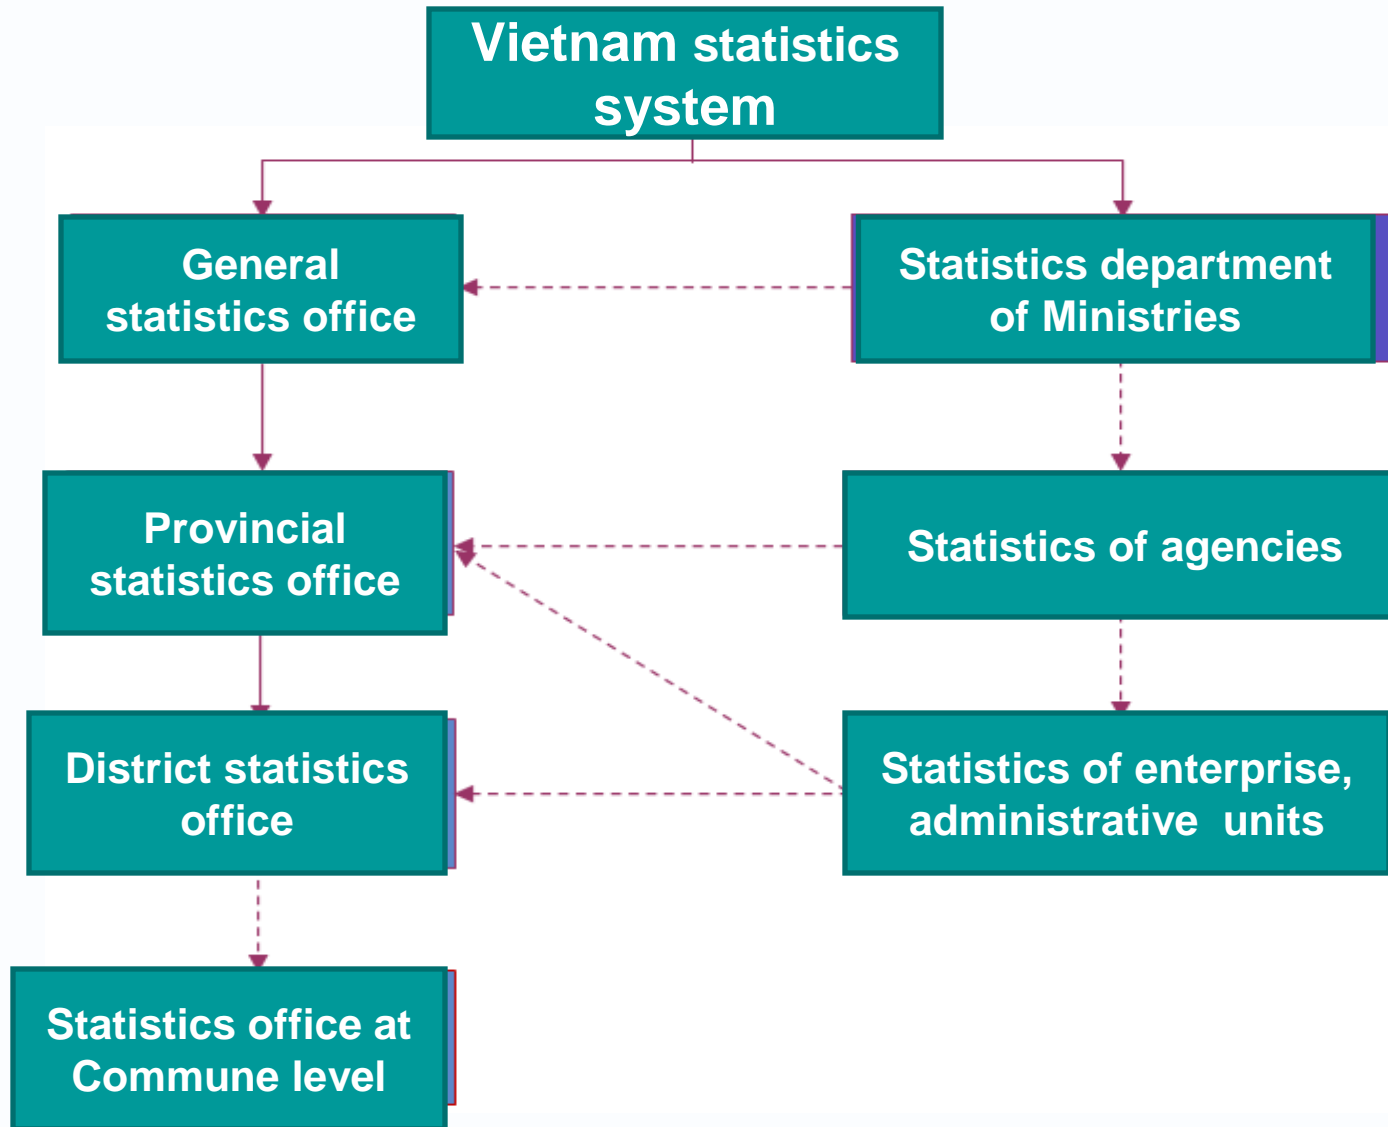 Vietnam statistics
system
General
statistics office
Statistics department
of Ministries
Provincial
statistics office
Statistics of agencies
District statistics
office
Statistics of enterprise,
administrative  units
Statistics office at
Commune level